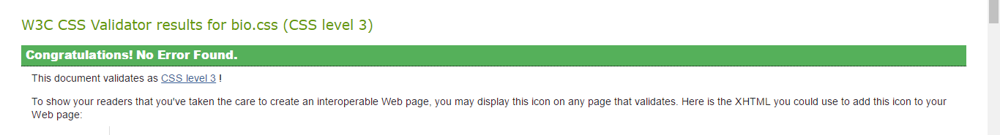 W3C CSS Validator results for bio.css (CSS level 3)
Congratulations! No Error Found.
This document validates as CSS level 3 !
To show your readers that you've taken the care to create an interoperable Web page, you may display this icon on any page that validates. Here is the XHTML you could use to add this icon to your
Web page: